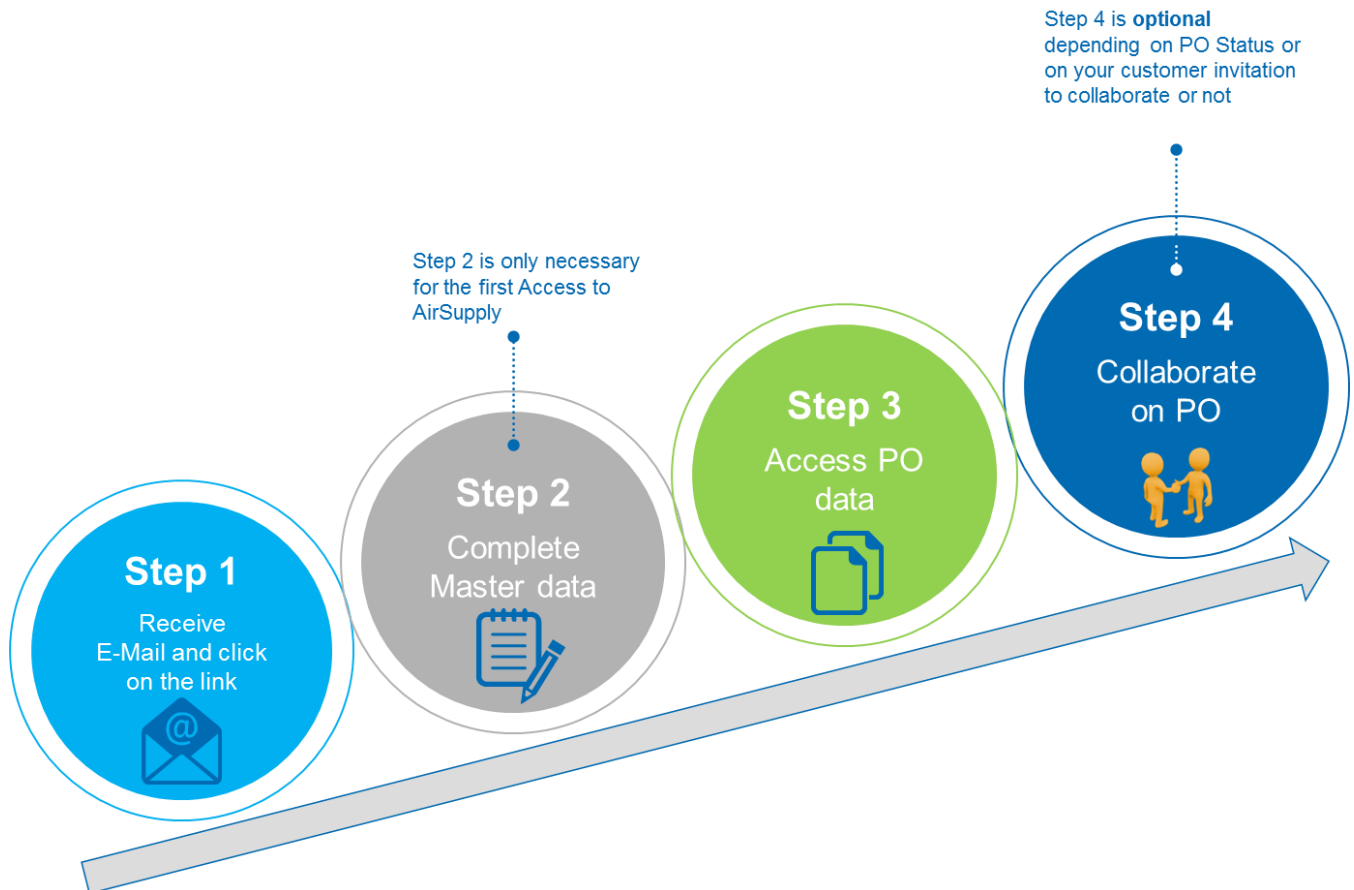 Step 4 is optional
depending on PO Status or
on your customer invitation
to collaborate or not
Step 2 is only necessary
for the first Access to
AirSupply
Step 1
Receive
E-Mail and click
on the link
@
Step 2
Complete
Master data
Step 3
Access PO
data
Step 4
Collaborate
on PO